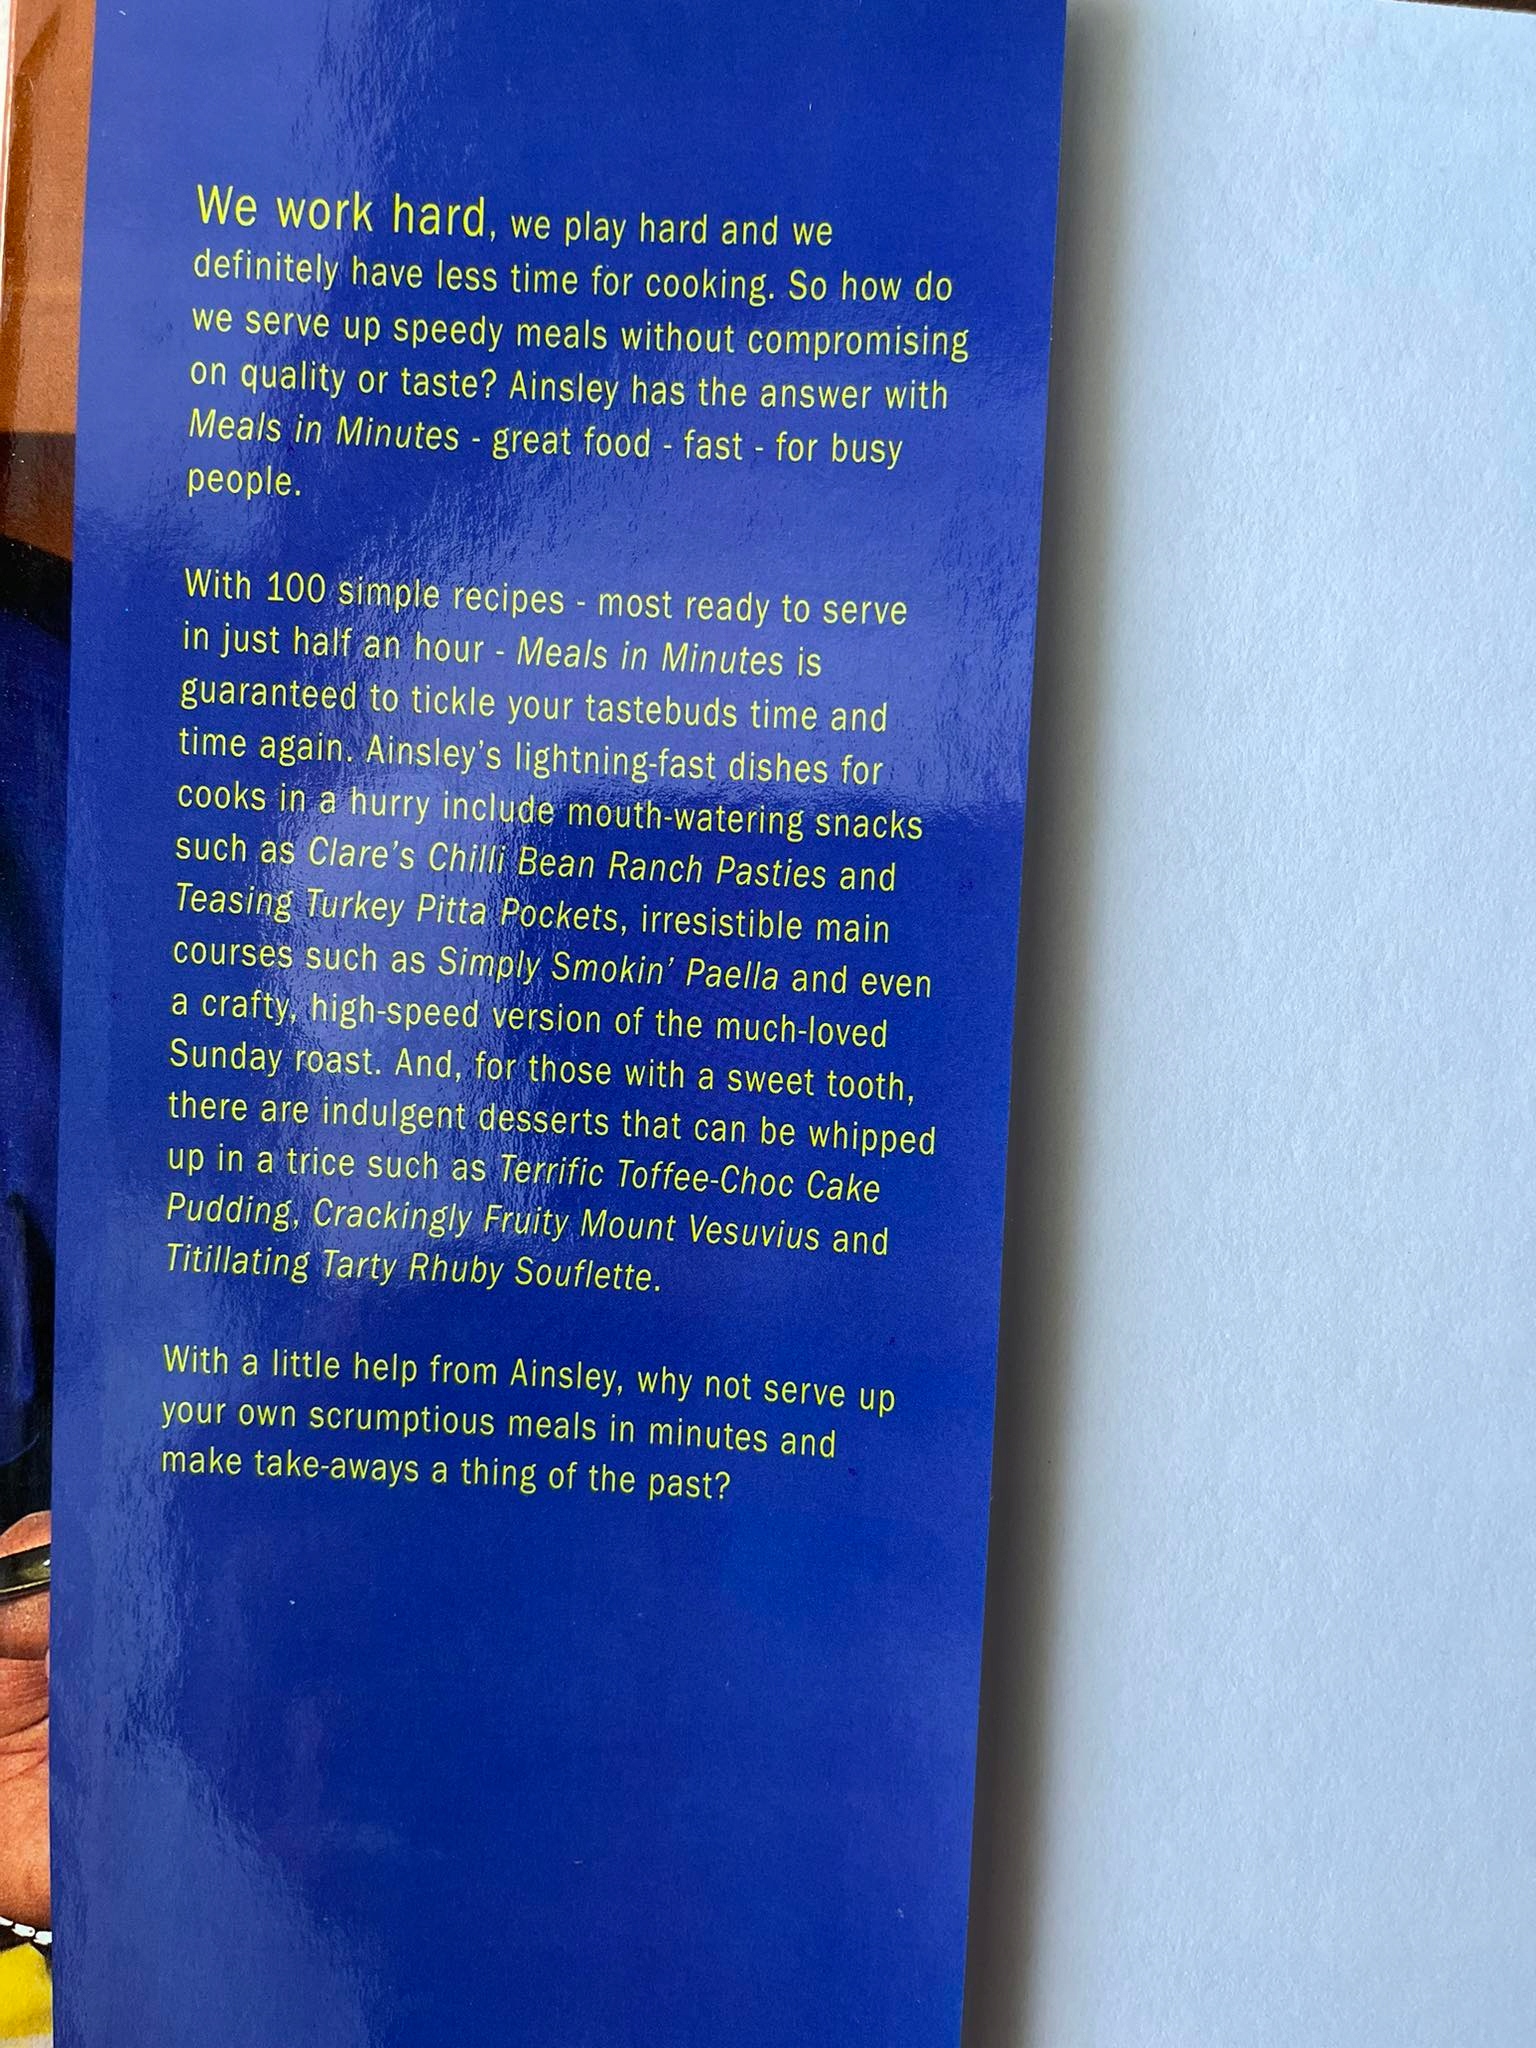 We work hard, we play hard and we
definitely have less time for cooking. So how do
we serve up speedy meals without compromising
on quality or taste? Ainsley has the answer with
Meals in Minutes - great food - fast - for busy
people.
With 100 simple recipes - most ready to serve
in just half an hour - Meals in Minutes is
guaranteed to tickle your tastebuds time and
time again. Ainsley's lightning-fast dishes for
cooks in a hurry include mouth-watering snacks
such as Clare's Chilli Bean Ranch Pasties and
Teasing Turkey Pitta Pockets, irresistible main
courses such as Simply Smokin' Paella and even
a crafty, high-speed version of the much-loved
Sunday roast. And, for those with a sweet tooth,
there are indulgent desserts that can be whipped
up in a trice such as Terrific Toffee-Choc Cake
Pudding, Crackingly Fruity Mount Vesuvius and
Titillating Tarty Rhuby Souflette.
With a little help from Ainsley, why not serve up
your own scrumptious meals in minutes and
make take-aways a thing of the past?